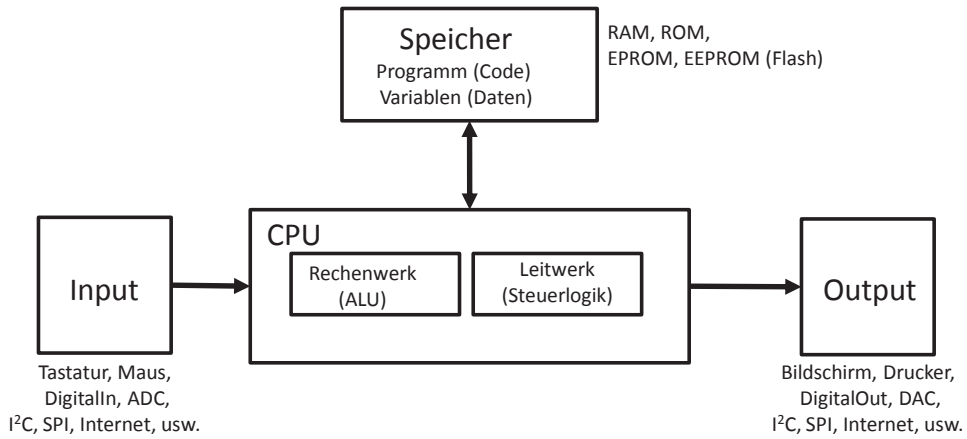 Speicher
Programm (Code)
Variablen (Daten)
RAM, ROM,
EPROM, EEPROM (Flash)
CPU
Rechenwerk
(ALU)
Leitwerk
(Steuerlogik)
Input
Output
Tastatur, Maus,
DigitalIn, ADC,
I²C, SPI, Internet, usw.
Bildschirm, Drucker,
DigitalOut, DAC,
I²C, SPI, Internet, usw.